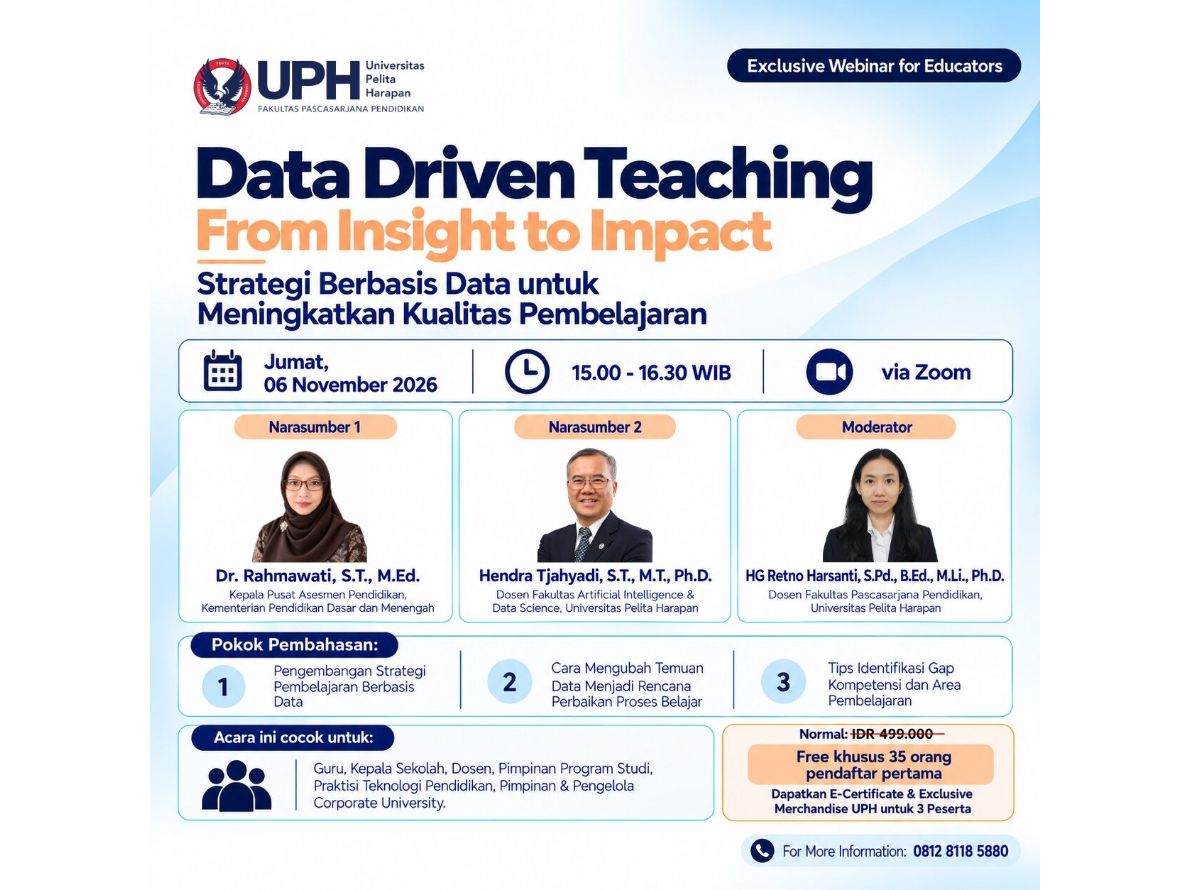 UPH Universitas
Pelita
Harapan
FAKULTAS PASCASARJANA PENDIDIKAN
Exclusive Webinar for Educators
Data Driven Teaching
From Insight to Impact
Strategi Berbasis Data untuk
Meningkatkan Kualitas Pembelajaran
Jumat,
06 November 2026
15.00 - 16.30 WIB
via Zoom
Narasumber 1
Dr. Rahmawati, S.T., M.Ed.
Kepala Pusat Asesmen Pendidikan,
Kementerian Pendidikan Dasar dan Menengah
Narasumber 2
Hendra Tjahyadi, S.T., M.T., Ph.D.
Dosen Fakultas Artificial Intelligence &
Data Science, Universitas Pelita Harapan
Moderator
HG Retno Harsanti, S.Pd., B.Ed., M.Li., Ph.D.
Dosen Fakultas Pascasarjana Pendidikan,
Universitas Pelita Harapan
Pokok Pembahasan:
1
Pengembangan Strategi
Pembelajaran Berbasis
Data
2
Cara Mengubah Temuan
Data Menjadi Rencana
Perbaikan Proses Belajar
3
Tips Identifikasi Gap
Kompetensi dan Area
Pembelajaran
Acara ini cocok untuk:
Guru, Kepala Sekolah, Dosen, Pimpinan Program Studi,
Praktisi Teknologi Pendidikan, Pimpinan & Pengelola
Corporate University.
Normal: IDR 499.000
Free khusus 35 orang
pendaftar pertama
Dapatkan E-Certificate & Exclusive
Merchandise UPH untuk 3 Peserta
For More Information: 0812 8118 5880